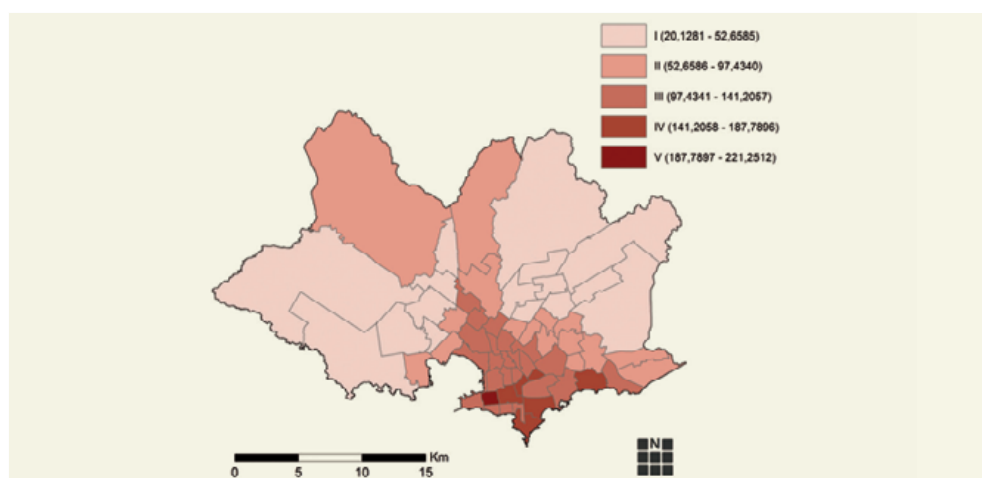 I (20,1281 - 52,6585)
II (52,6586 - 97,4340)
III (97,4341 - 141,2057)
IV (141,2058 - 187,7896)
V (187,7897 - 221,2512)
Km
0 5 10 15
N